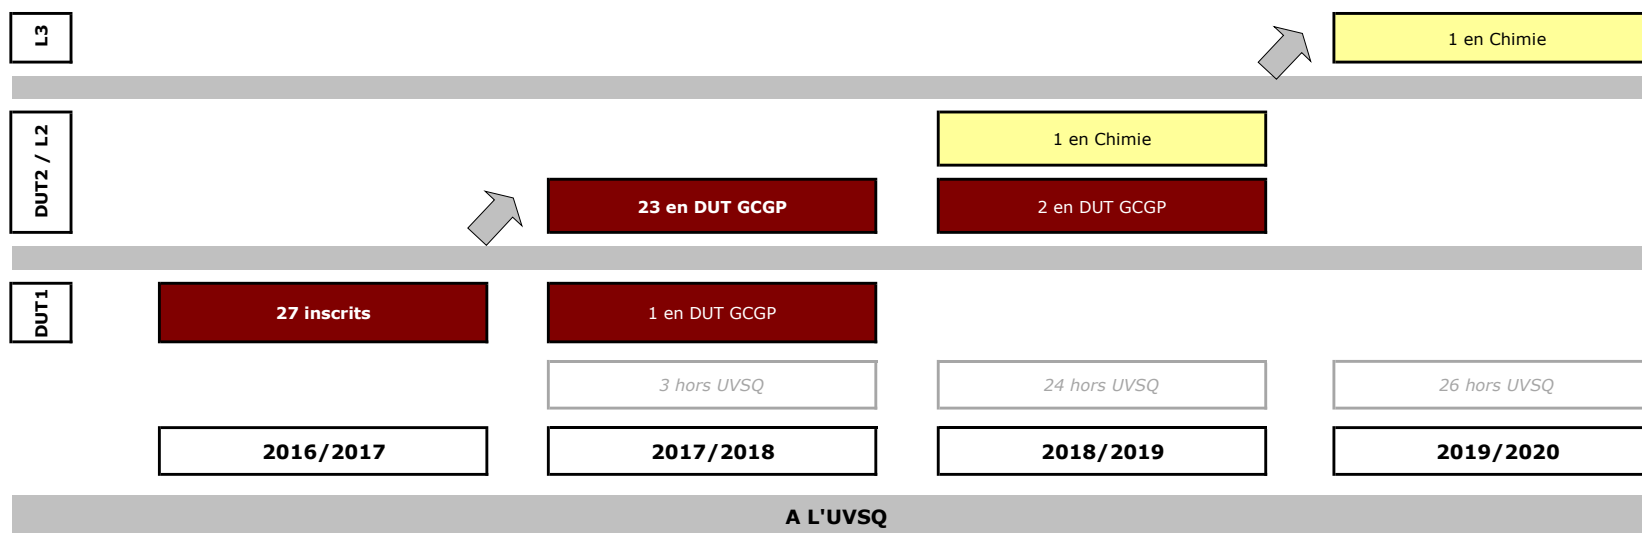 L3
1 en Chimie
DUT2 / L2
1 en Chimie
23 en DUT GCGP
2 en DUT GCGP
DUT1
27 inscrits
1 en DUT GCGP
3 hors UVSQ
24 hors UVSQ
26 hors UVSQ
2016/2017
2017/2018
2018/2019
2019/2020
A L'UVSQ